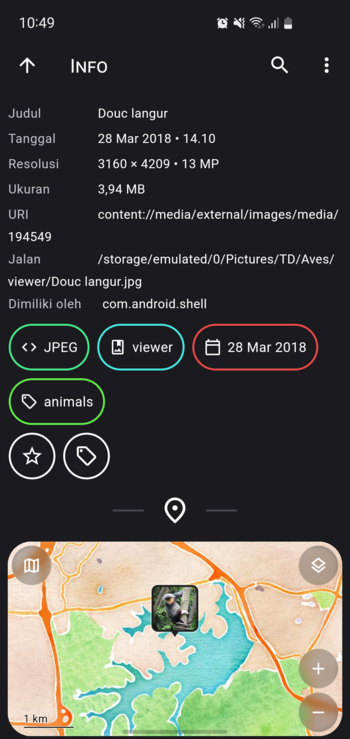 10:49
INFO
Judul Douc langur
Tanggal 28 Mar 2018 • 14.10
Resolusi 3160 × 4209 • 13 MP
Ukuran 3,94 MB
URI content://media/external/images/media/
194549
Jalan /storage/emulated/0/Pictures/TD/Aves/
viewer/Douc langur.jpg
Dimiliki oleh com.android.shell
JPEG viewer 28 Mar 2018
animals
1 km